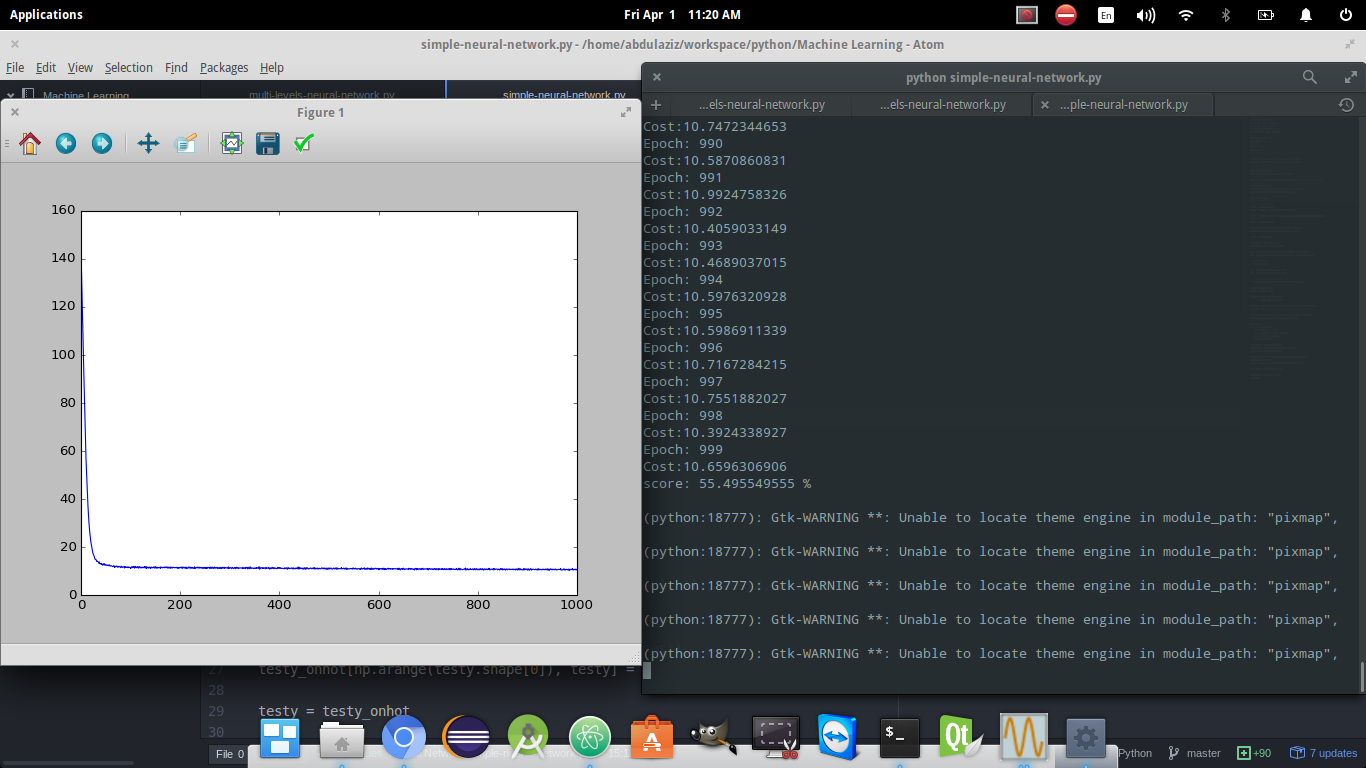 Applications
Fri Apr 1 11:20 AM
En
simple-neural-network.py - /home/abdulaziz/workspace/python/Machine Learning - Atom
File Edit View Selection Find Packages Help
Machine Learning
multi-levels-neural-network.py
simple-neural-network.py
Figure 1
160
140
120
100
80
60
40
20
0
0 200 400 600 800 1000
python simple-neural-network.py
...els-neural-network.py ...els-neural-network.py ...ple-neural-network.py
Cost:10.7472344653
Epoch: 990
Cost:10.5870860831
Epoch: 991
Cost:10.9924758326
Epoch: 992
Cost:10.4059033149
Epoch: 993
Cost:10.4689037015
Epoch: 994
Cost:10.5976320928
Epoch: 995
Cost:10.5986911339
Epoch: 996
Cost:10.7167284215
Epoch: 997
Cost:10.7551882027
Epoch: 998
Cost:10.3924338927
Epoch: 999
Cost:10.6596306906
score: 55.495549555 %
(python:18777): Gtk-WARNING **: Unable to locate theme engine in module_path: "pixmap",
(python:18777): Gtk-WARNING **: Unable to locate theme engine in module_path: "pixmap",
(python:18777): Gtk-WARNING **: Unable to locate theme engine in module_path: "pixmap",
(python:18777): Gtk-WARNING **: Unable to locate theme engine in module_path: "pixmap",
(python:18777): Gtk-WARNING **: Unable to locate theme engine in module_path: "pixmap",
27 testy_onhot[np.arange(testy.shape[0]), testy] =
28
29 testy = testy_onhot
30
File 0
$_
Qt
Python master +90 7 updates